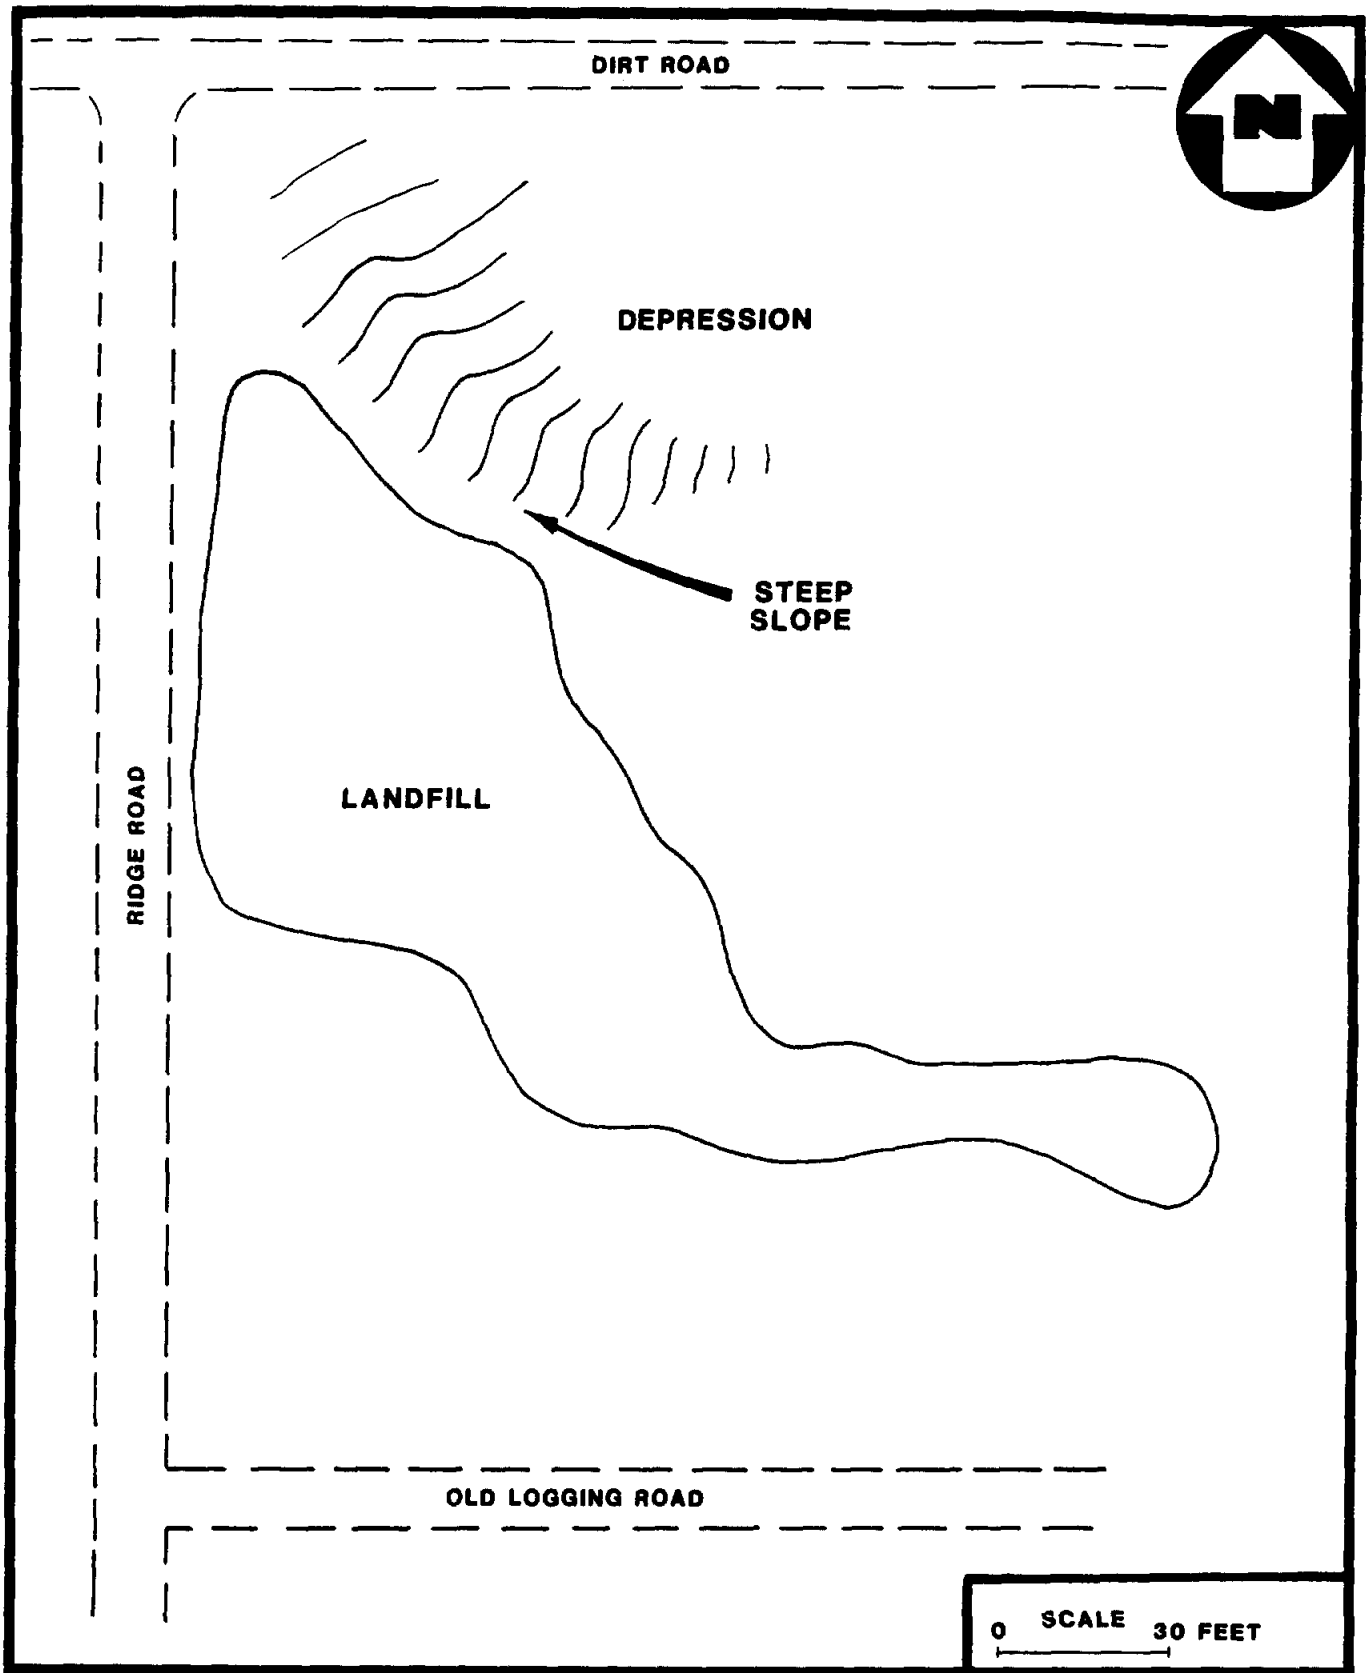 DIRT ROAD
N
DEPRESSION
STEEP
SLOPE
LANDFILL
RIDGE ROAD
OLD LOGGING ROAD
SCALE
0 30 FEET